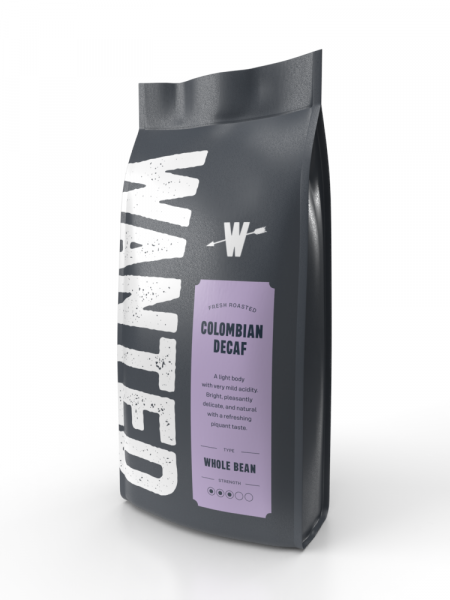 WANTED
W
FRESH ROASTED
COLOMBIAN
DECAF
A light body
with very mild acidity.
Bright, pleasantly
delicate, and natural
with a refreshing
piquant taste.
TYPE
WHOLE BEAN
STRENGTH